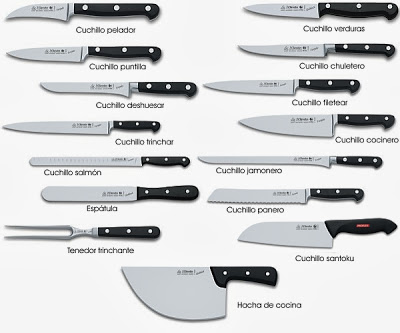 Cuchillo pelador
Cuchillo verduras
Cuchillo puntilla
Cuchillo chuletero
Cuchillo deshuesar
Cuchillo filetear
Cuchillo trinchar
Cuchillo cocinero
Cuchillo salmón
Cuchillo jamonero
Espátula
Cuchillo panero
Tenedor trinchante
Cuchillo santoku
Hacha de cocina